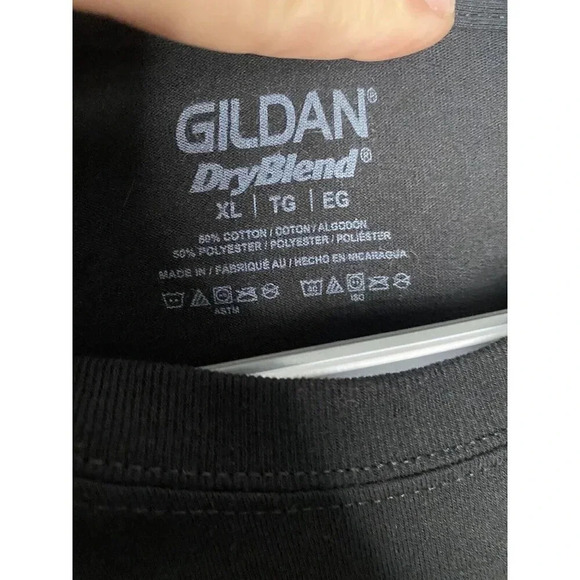 GILDAN®
DryBlend®
XL | TG | EG
50% COTTON / COTON / ALGODÓN
50% POLYESTER / POLYESTER / POLIÉSTER
MADE IN / FABRIQUÉ AU / HECHO EN NICARAGUA
40
ASTM ISO